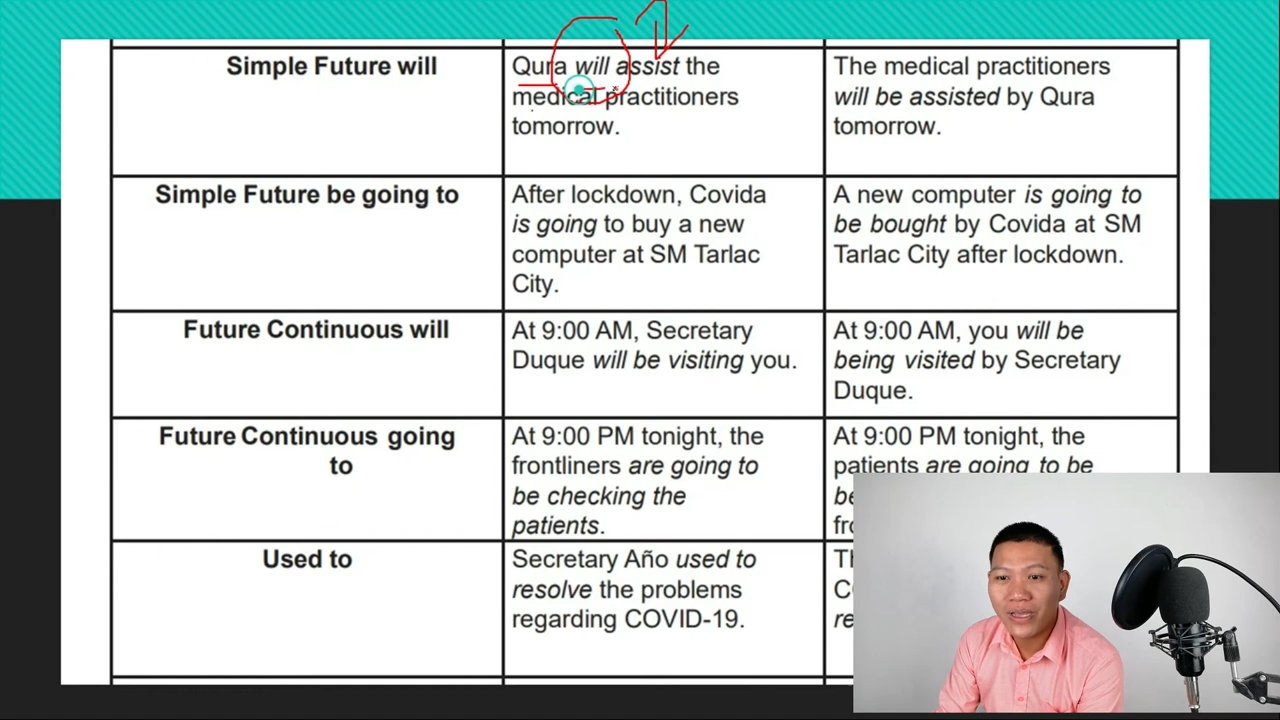 Simple Future will
Qura will assist the
medical practitioners
tomorrow.
The medical practitioners
will be assisted by Qura
tomorrow.
Simple Future be going to
After lockdown, Covida
is going to buy a new
computer at SM Tarlac
City.
A new computer is going to
be bought by Covida at SM
Tarlac City after lockdown.
Future Continuous will
At 9:00 AM, Secretary
Duque will be visiting you.
At 9:00 AM, you will be
being visited by Secretary
Duque.
Future Continuous going
to
At 9:00 PM tonight, the
frontliners are going to
be checking the
patients.
At 9:00 PM tonight, the
patients are going to be
Used to
Secretary Año used to
resolve the problems
regarding COVID-19.